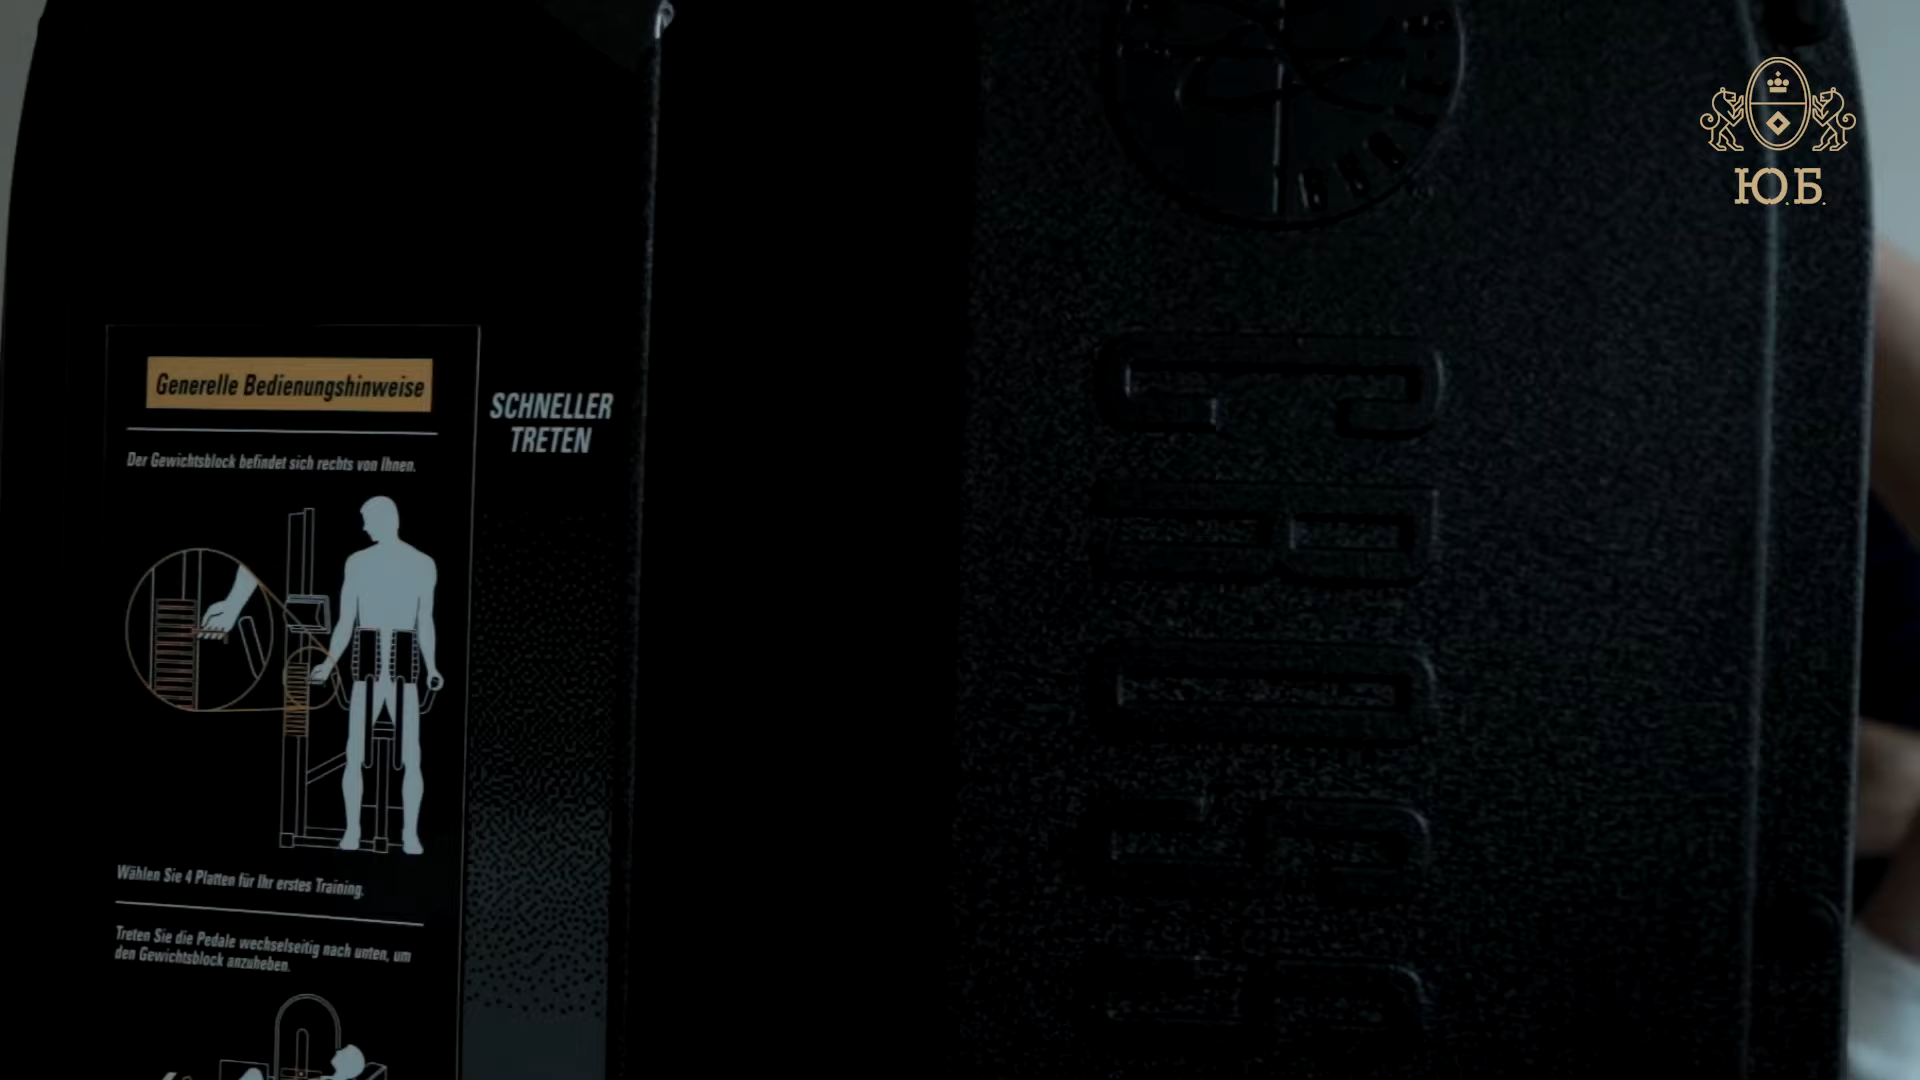 Generelle Bedienungshinweise
SCHNELLER
TRETEN
Der Gewichtsblock befindet sich rechts von Ihnen.
Wählen Sie 4 Platten für Ihr erstes Training.
Treten Sie die Pedale wechselseitig nach unten, um
den Gewichtsblock anzuheben.
Ю.Б.